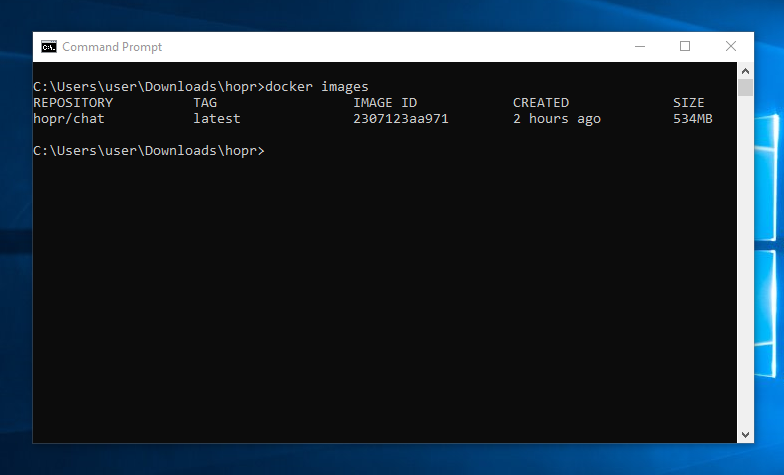 Command Prompt
C:\Users\user\Downloads\hopr>docker images
REPOSITORY TAG IMAGE ID CREATED SIZE
hopr/chat latest 2307123aa971 2 hours ago 534MB
C:\Users\user\Downloads\hopr>